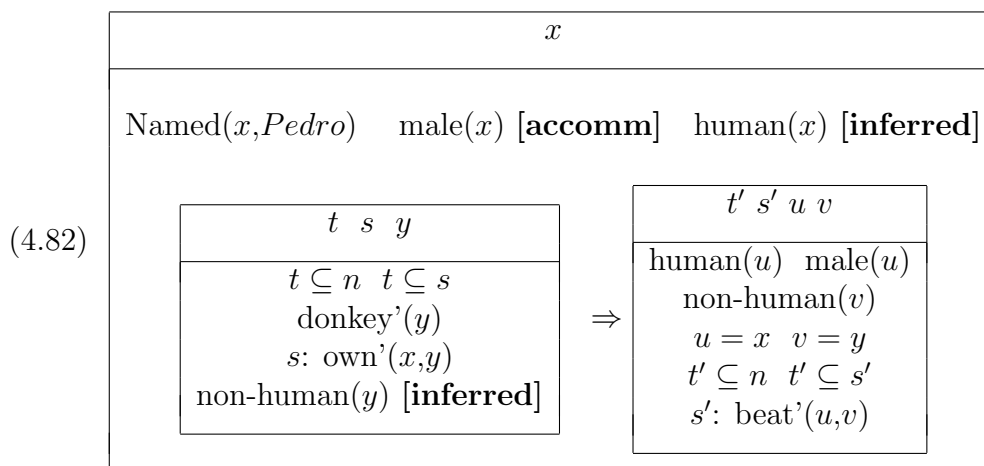 x
Named(x,Pedro) male(x) [accomm] human(x) [inferred]
(4.82)
t s y
t ⊆ n t ⊆ s
donkey’(y)
s: own’(x,y)
non-human(y) [inferred]
⇒
t′ s′ u v
human(u) male(u)
non-human(v)
u = x v = y
t′ ⊆ n t′ ⊆ s′
s′: beat’(u,v)